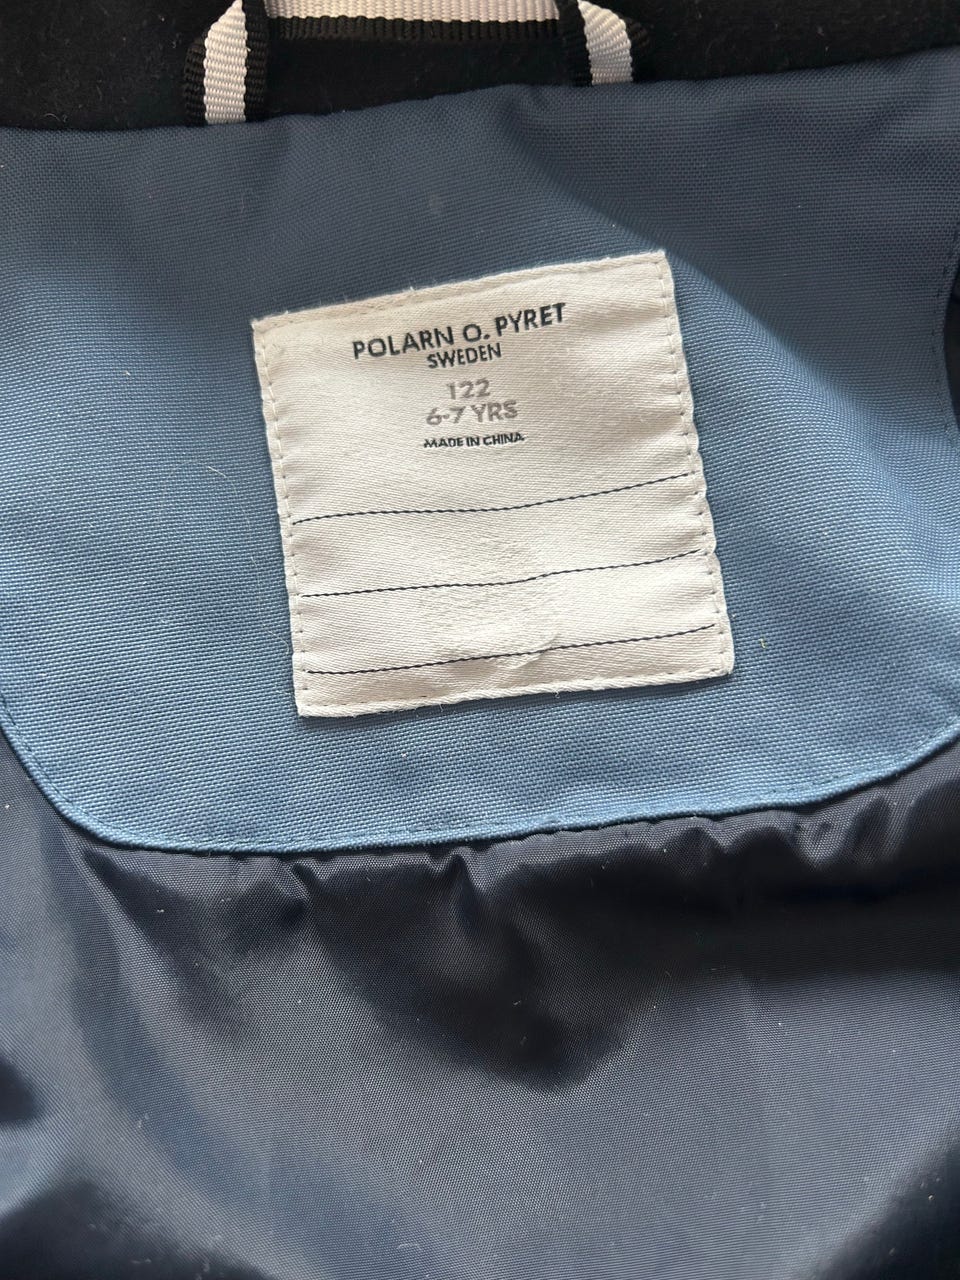 POLARN O. PYRET
SWEDEN
122
6-7 YRS
MADE IN CHINA